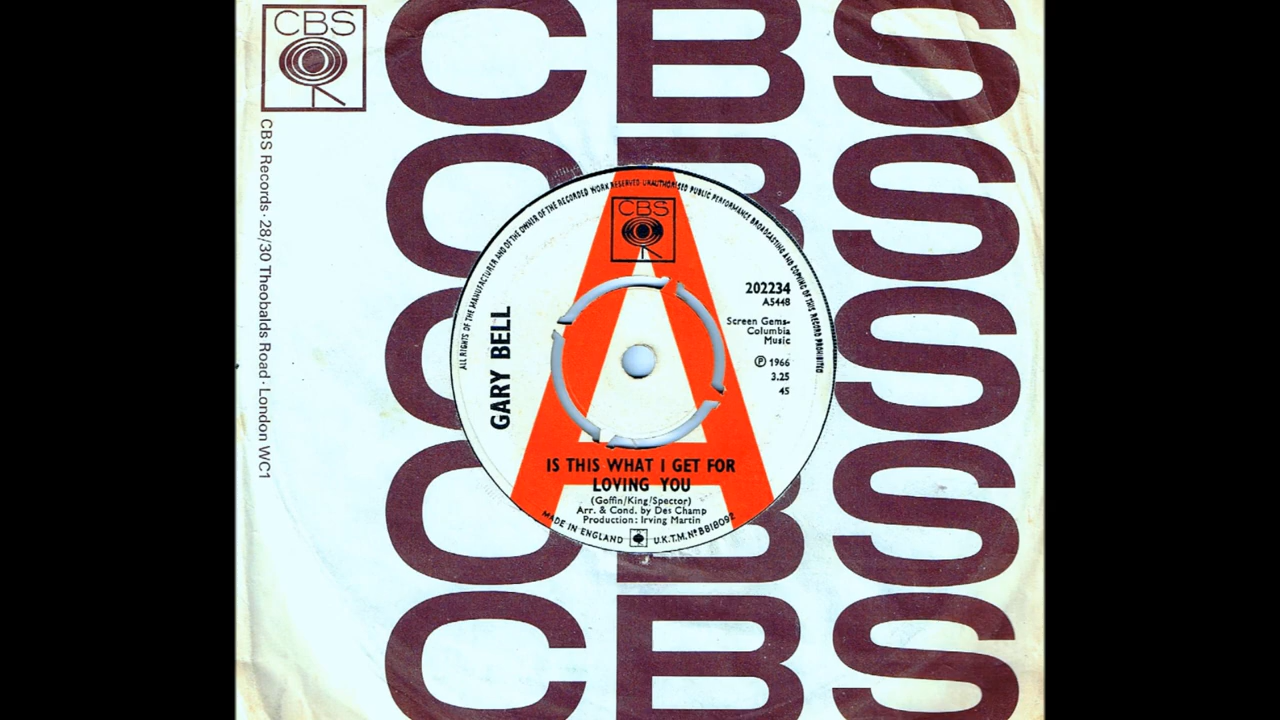 CBS
CBS Records · 28/30 Theobalds Road · London WC1
CBS
CBS
CBS
CBS
CBS
ALL RIGHTS OF THE MANUFACTURER AND OF THE OWNER OF THE RECORDED WORK RESERVED UNAUTHORISED PUBLIC PERFORMANCE BROADCASTING AND COPYING OF THIS RECORD PROHIBITED
CBS
A
GARY BELL
202234
A5448
Screen Gems-
Columbia
Music
Ⓟ 1966
3.25
45
IS THIS WHAT I GET FOR
LOVING YOU
(Goffin/King/Spector)
Arr. & Cond. by Des Champ
Production: Irving Martin
MADE IN ENGLAND U.K.T.M. Nº B818092